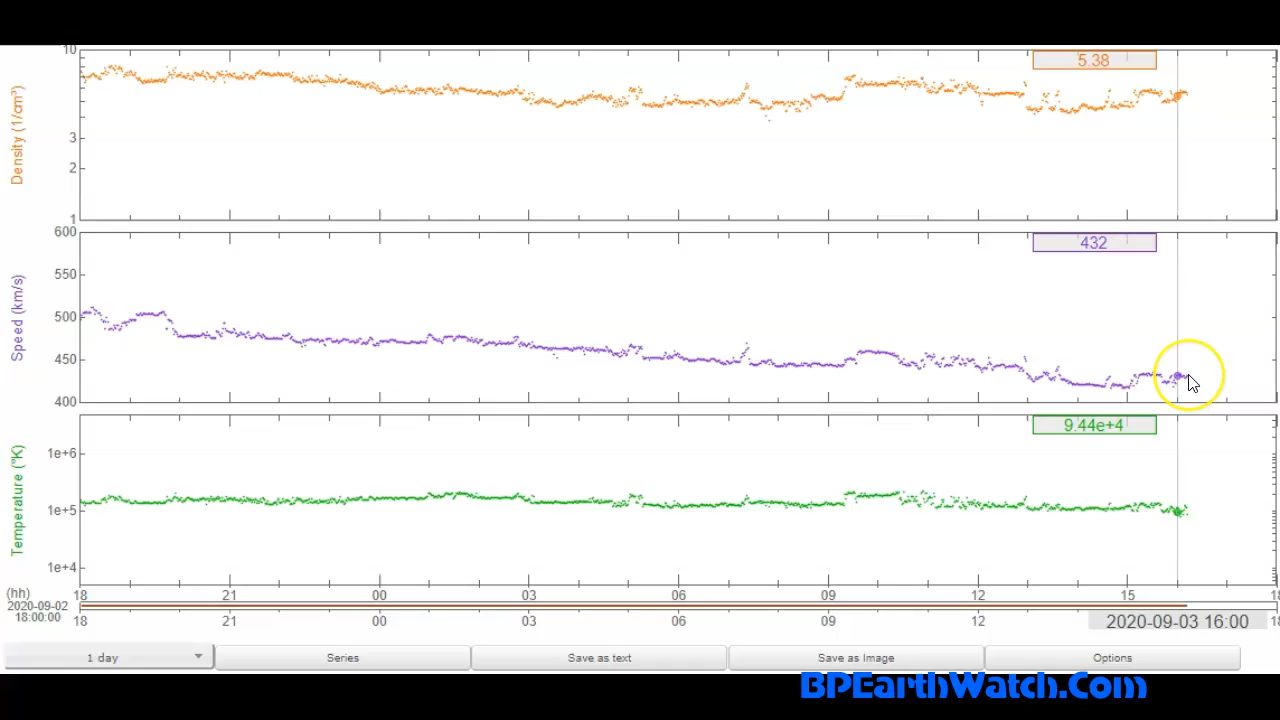 10
5.38
Density (1/cm³)
3
2
1
600
432
550
Speed (km/s)
500
450
400
9.44e+4
1e+6
Temperature (°K)
1e+5
1e+4
(hh)
18 21 00 03 06 09 12 15 18
2020-09-02
18:00:00
18 21 00 03 06 09 12 2020-09-03 16:00 18
1 day Series Save as text Save as Image Options
BPEarthWatch.Com